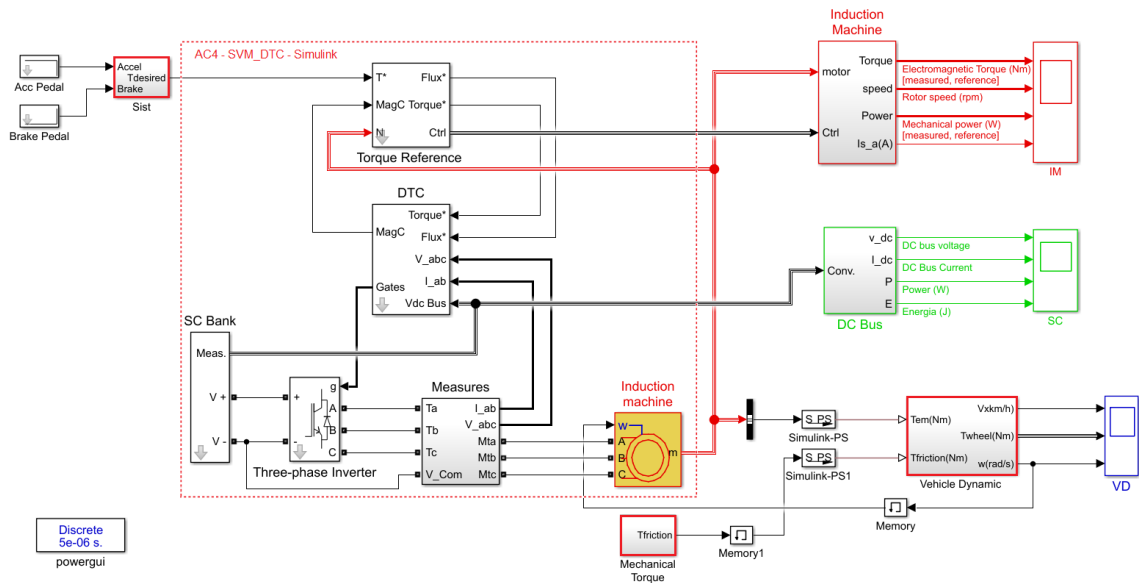 AC4 - SVM_DTC - Simulink
Acc Pedal
Brake Pedal
Accel
Tdesired
Brake
Sist
T*
MagC
N
Flux*
Torque*
Ctrl
Torque Reference
DTC
MagC
Gates
Torque*
Flux*
V_abc
I_ab
Vdc Bus
SC Bank
Meas.
V +
V -
g
+
-
A
B
C
Three-phase Inverter
Measures
Ta
Tb
Tc
V_Com
I_ab
V_abc
Mta
Mtb
Mtc
Induction
machine
w
A
B
C
m
Induction
Machine
motor
Ctrl
Torque
speed
Power
Is_a(A)
Electromagnetic Torque (Nm)
[measured, reference]
Rotor speed (rpm)
Mechanical power (W)
[measured, reference]
IM
Conv.
v_dc
I_dc
P
E
DC bus voltage
DC Bus Current
Power (W)
Energia (J)
DC Bus
SC
S PS
Simulink-PS
S PS
Simulink-PS1
Tem(Nm)
Tfriction(Nm)
Vxkm/h)
Twheel(Nm)
w(rad/s)
Vehicle Dynamic
VD
Memory
Tfriction
Mechanical
Torque
Memory1
Discrete
5e-06 s.
powergui